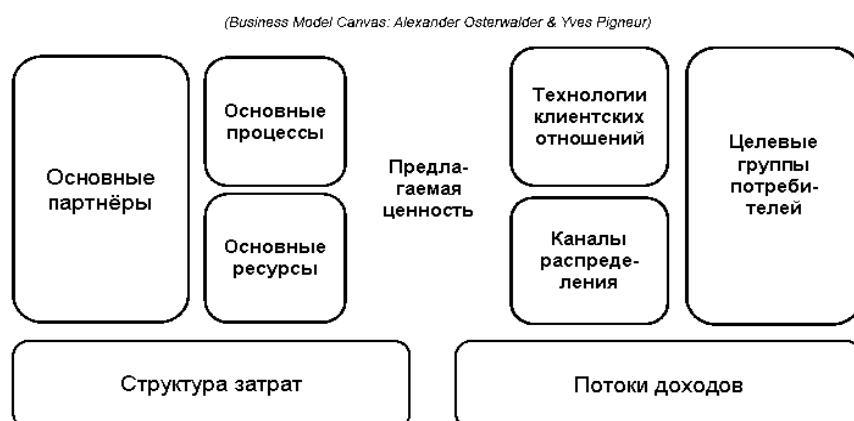 (Business Model Canvas: Alexander Osterwalder & Yves Pigneur)
Основные
партнёры
Основные
процессы
Основные
ресурсы
Предла-
гаемая
ценность
Технологии
клиентских
отношений
Каналы
распреде-
ления
Целевые
группы
потреби-
телей
Структура затрат
Потоки доходов